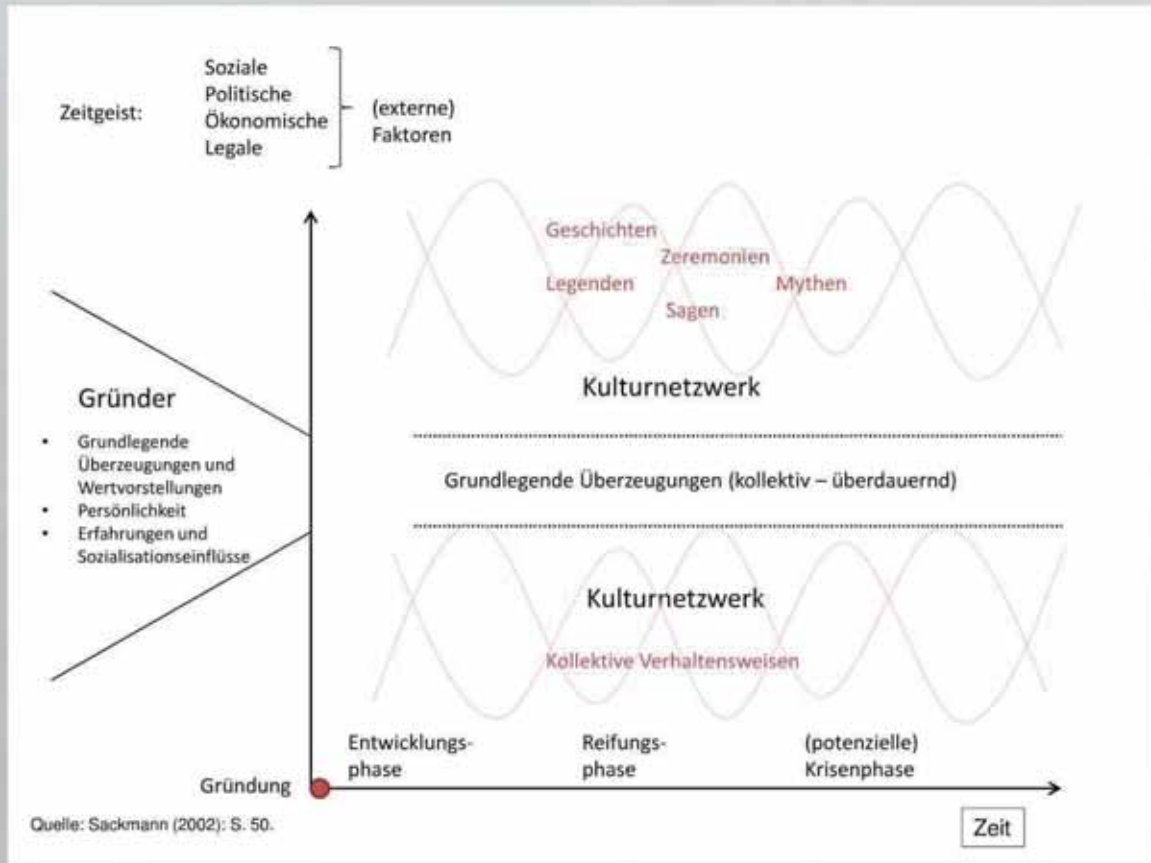 Zeitgeist:
Soziale
Politische
Ökonomische
Legale
(externe)
Faktoren
Geschichten
Zeremonien
Legenden
Mythen
Sagen
Kulturnetzwerk
Gründer
• Grundlegende
Überzeugungen und
Wertvorstellungen
• Persönlichkeit
• Erfahrungen und
Sozialisationseinflüsse
Grundlegende Überzeugungen (kollektiv – überdauernd)
Kulturnetzwerk
Kollektive Verhaltensweisen
Entwicklungs-
phase
Reifungs-
phase
(potenzielle)
Krisenphase
Gründung
Zeit
Quelle: Sackmann (2002): S. 50.